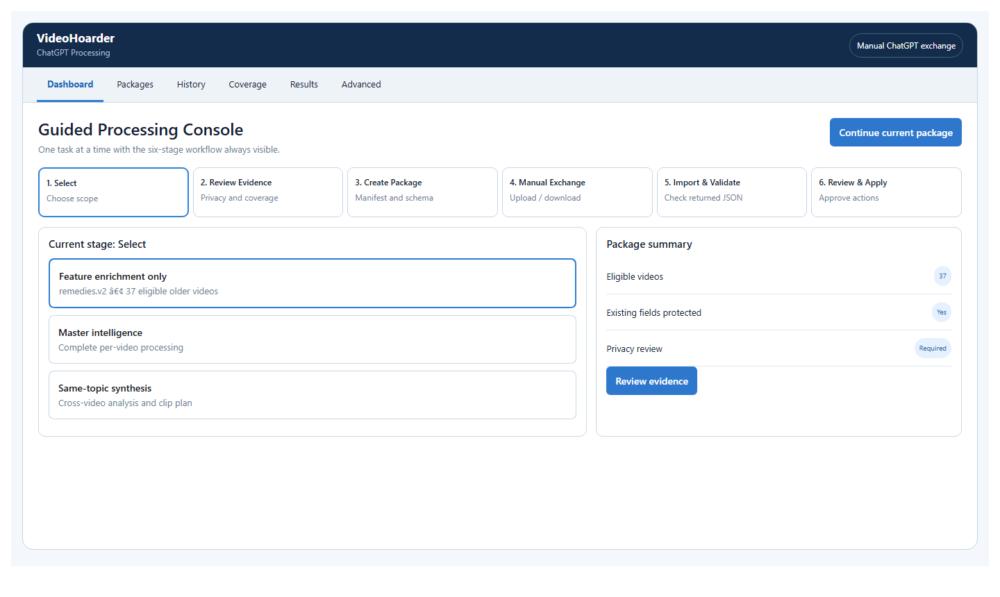 VideoHoarder
ChatGPT Processing
Manual ChatGPT exchange
Dashboard
Packages
History
Coverage
Results
Advanced
Guided Processing Console
One task at a time with the six-stage workflow always visible.
Continue current package
1. Select
Choose scope
2. Review Evidence
Privacy and coverage
3. Create Package
Manifest and schema
4. Manual Exchange
Upload / download
5. Import & Validate
Check returned JSON
6. Review & Apply
Approve actions
Current stage: Select
Feature enrichment only
remedies.v2 â€¢ 37 eligible older videos
Master intelligence
Complete per-video processing
Same-topic synthesis
Cross-video analysis and clip plan
Package summary
Eligible videos
37
Existing fields protected
Yes
Privacy review
Required
Review evidence